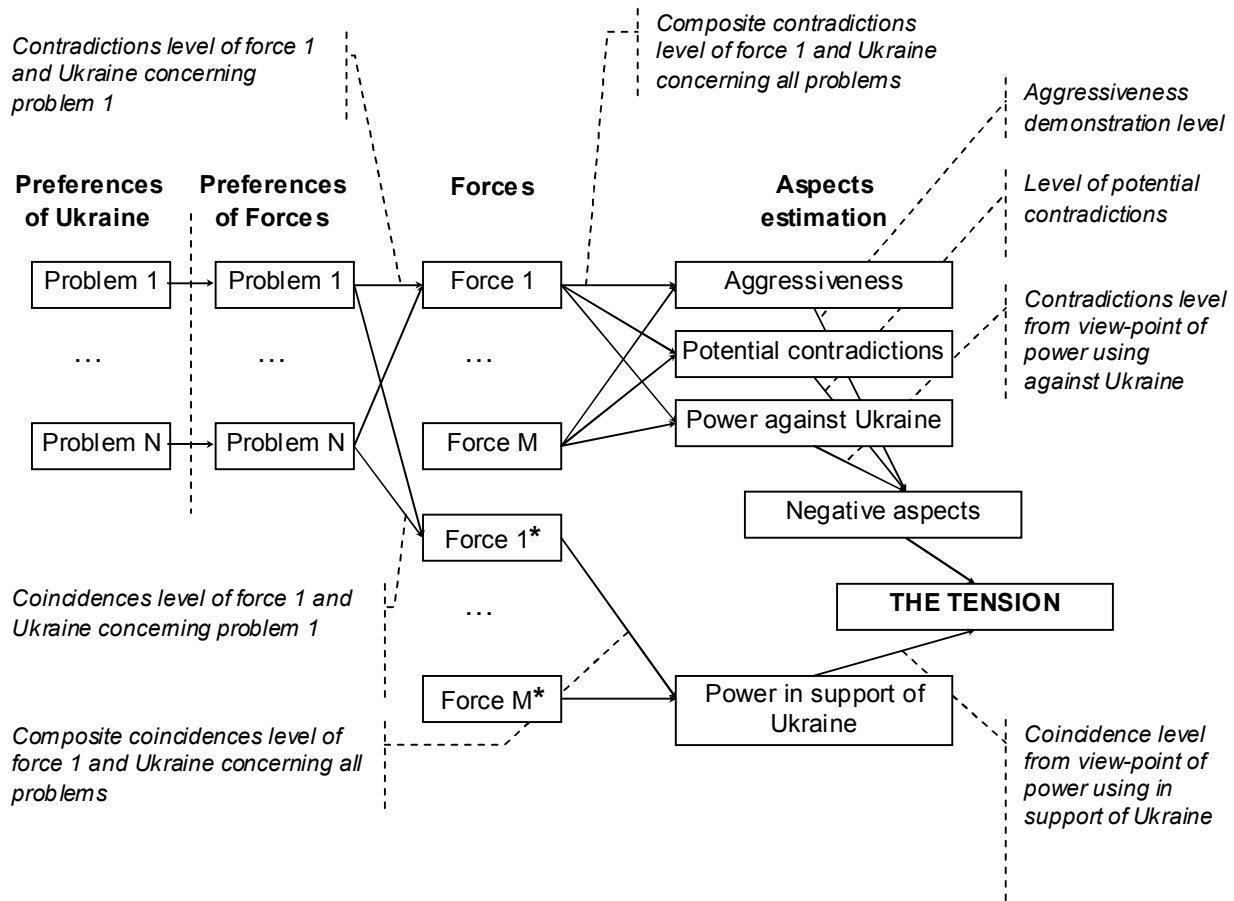 Contradictions level of force 1
and Ukraine concerning
problem 1
Composite contradictions
level of force 1 and Ukraine
concerning all problems
Aggressiveness
demonstration level
Level of potential
contradictions
Contradictions level
from view-point of
power using
against Ukraine
Preferences
of Ukraine
Preferences
of Forces
Forces
Aspects
estimation
Problem 1
Problem 1
Force 1
Aggressiveness
...
...
...
Potential contradictions
Power against Ukraine
Problem N
Problem N
Force M
Negative aspects
Force 1*
...
Force M*
THE TENSION
Power in support of
Ukraine
Coincidences level of force 1 and
Ukraine concerning problem 1
Composite coincidences level of
force 1 and Ukraine concerning all
problems
Coincidence level
from view-point of
power using in
support of Ukraine